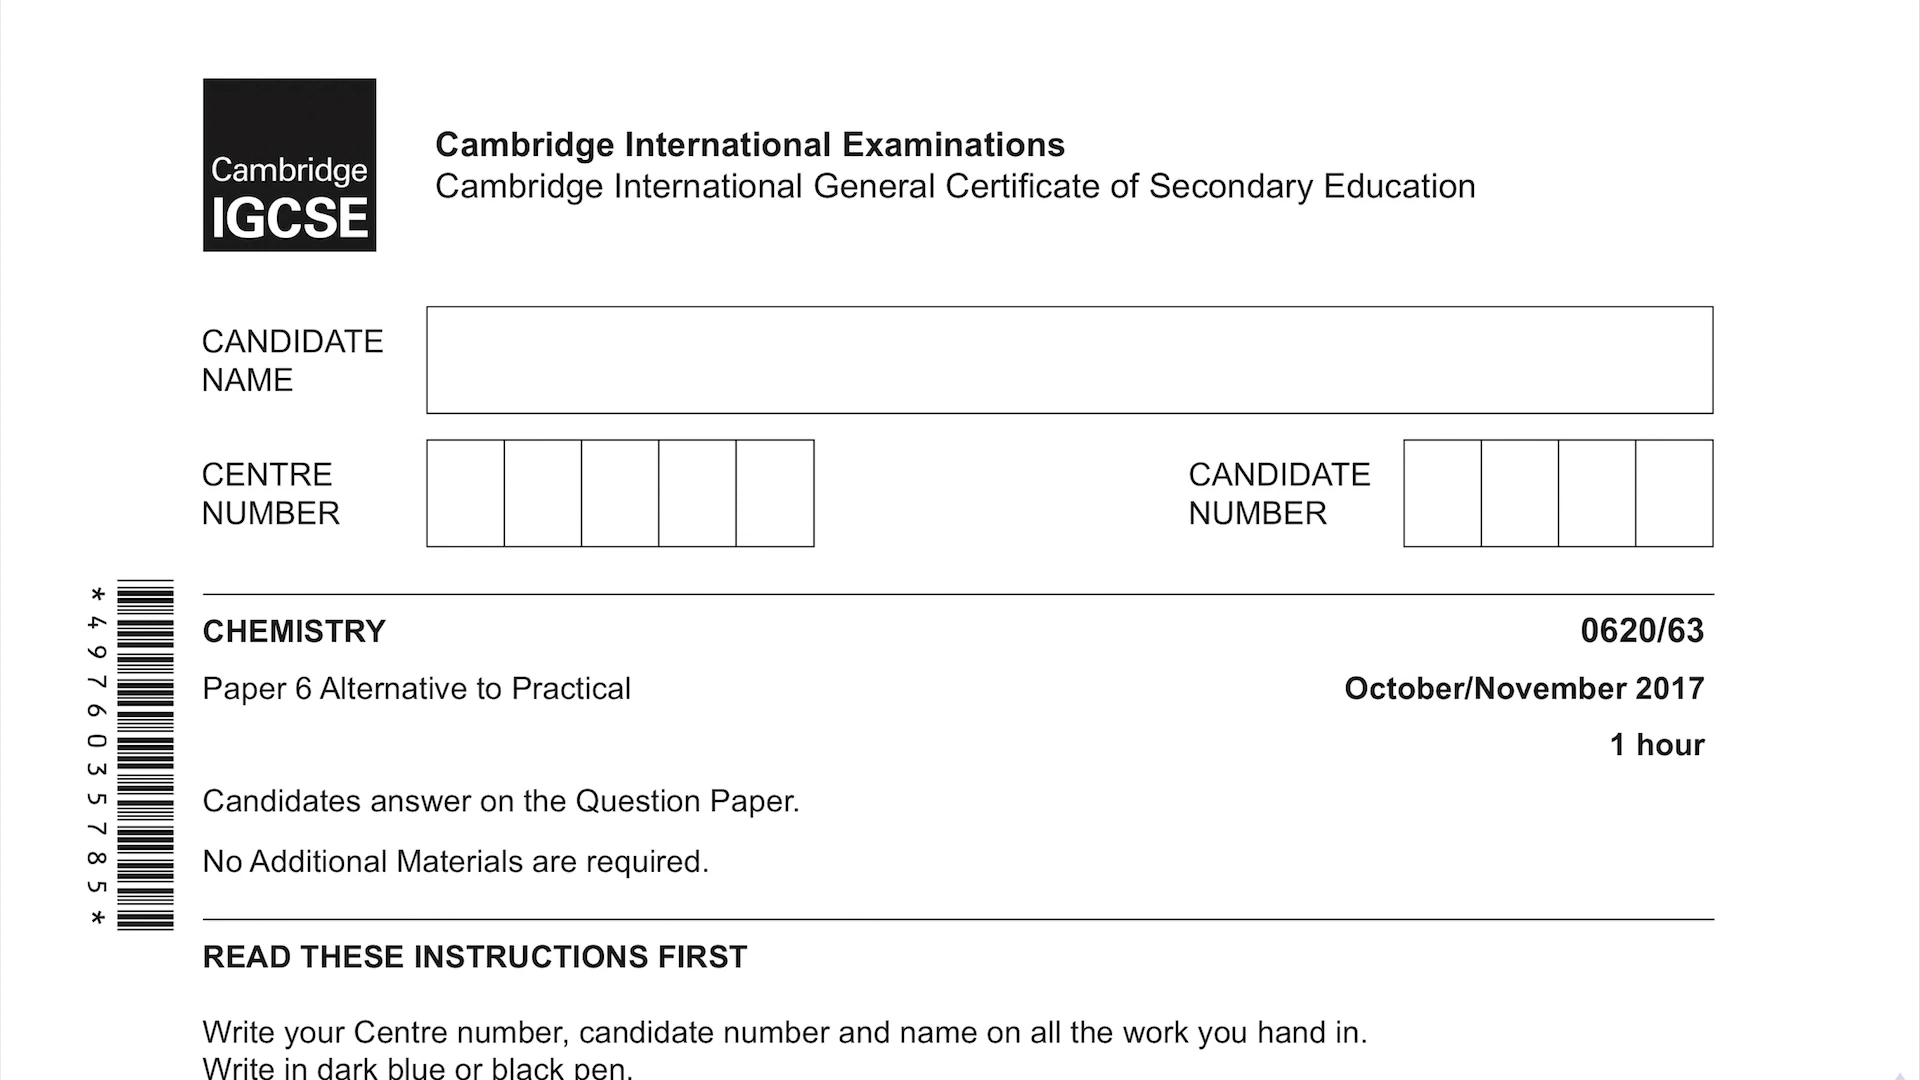 Cambridge
IGCSE
Cambridge International Examinations
Cambridge International General Certificate of Secondary Education
CANDIDATE
NAME
CENTRE
NUMBER
CANDIDATE
NUMBER
*4976035785*
CHEMISTRY
0620/63
Paper 6 Alternative to Practical
October/November 2017
1 hour
Candidates answer on the Question Paper.
No Additional Materials are required.
READ THESE INSTRUCTIONS FIRST
Write your Centre number, candidate number and name on all the work you hand in.
Write in dark blue or black pen.